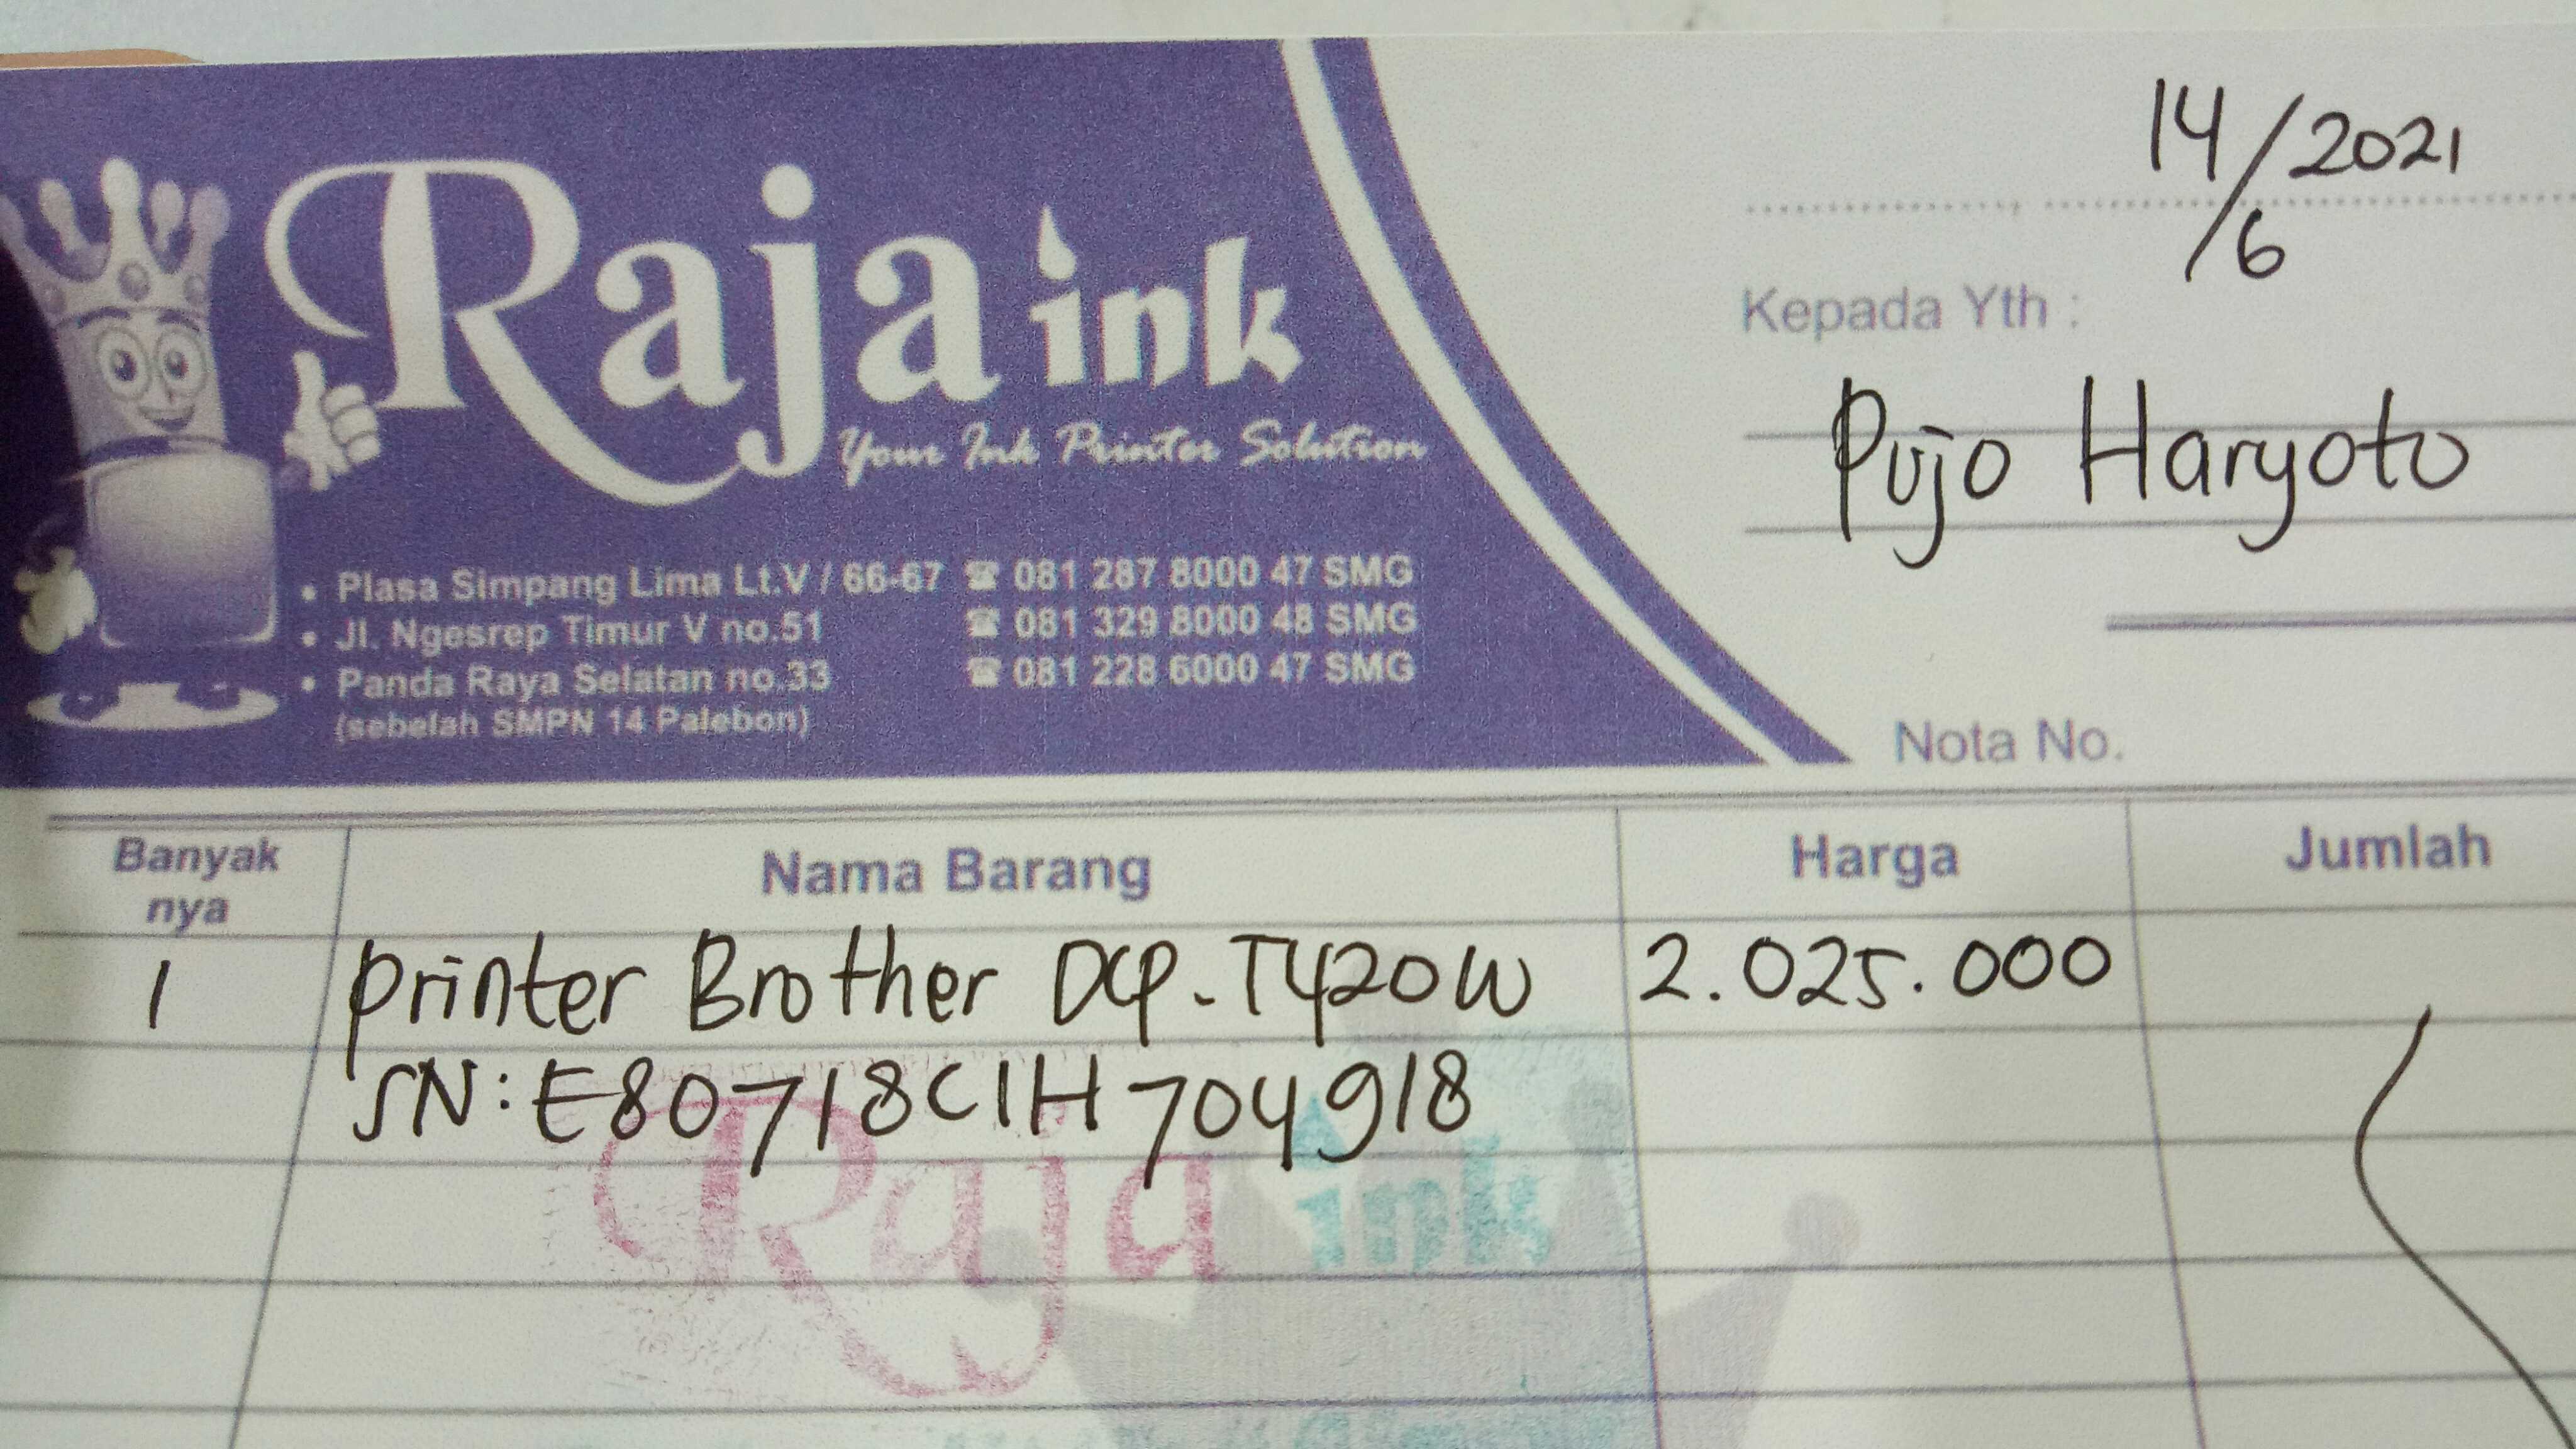 14/6/2021
Raja ink
Your Ink Printer Solution
Kepada Yth :
Pujo Haryoto
• Plasa Simpang Lima Lt.V / 66-67 ☎ 081 287 8000 47 SMG
• Jl. Ngesrep Timur V no.51 ☎ 081 329 8000 48 SMG
• Panda Raya Selatan no.33 ☎ 081 228 6000 47 SMG
(sebelah SMPN 14 Palebon)
Nota No.
Banyak nya Nama Barang Harga Jumlah
1 Printer Brother DCP-T420W 2.025.000
SN: E80718C1H704918
Raja ink